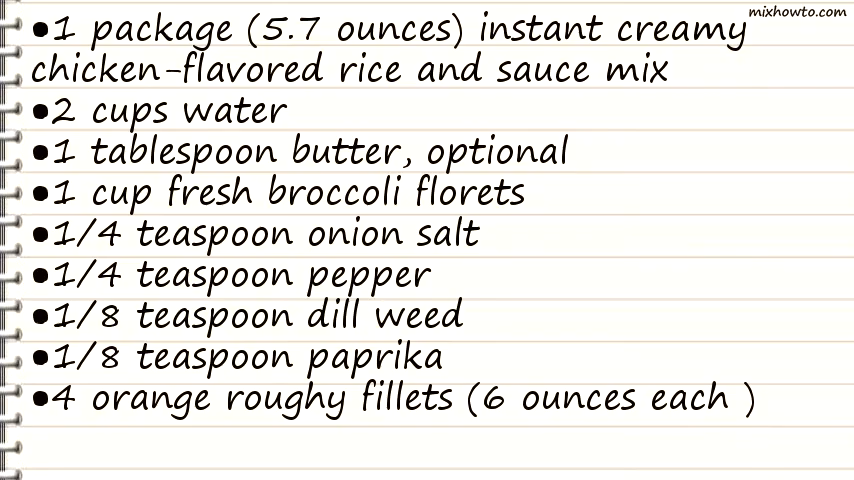 mixhowto.com
•1 package (5.7 ounces) instant creamy
chicken-flavored rice and sauce mix
•2 cups water
•1 tablespoon butter, optional
•1 cup fresh broccoli florets
•1/4 teaspoon onion salt
•1/4 teaspoon pepper
•1/8 teaspoon dill weed
•1/8 teaspoon paprika
•4 orange roughy fillets (6 ounces each )